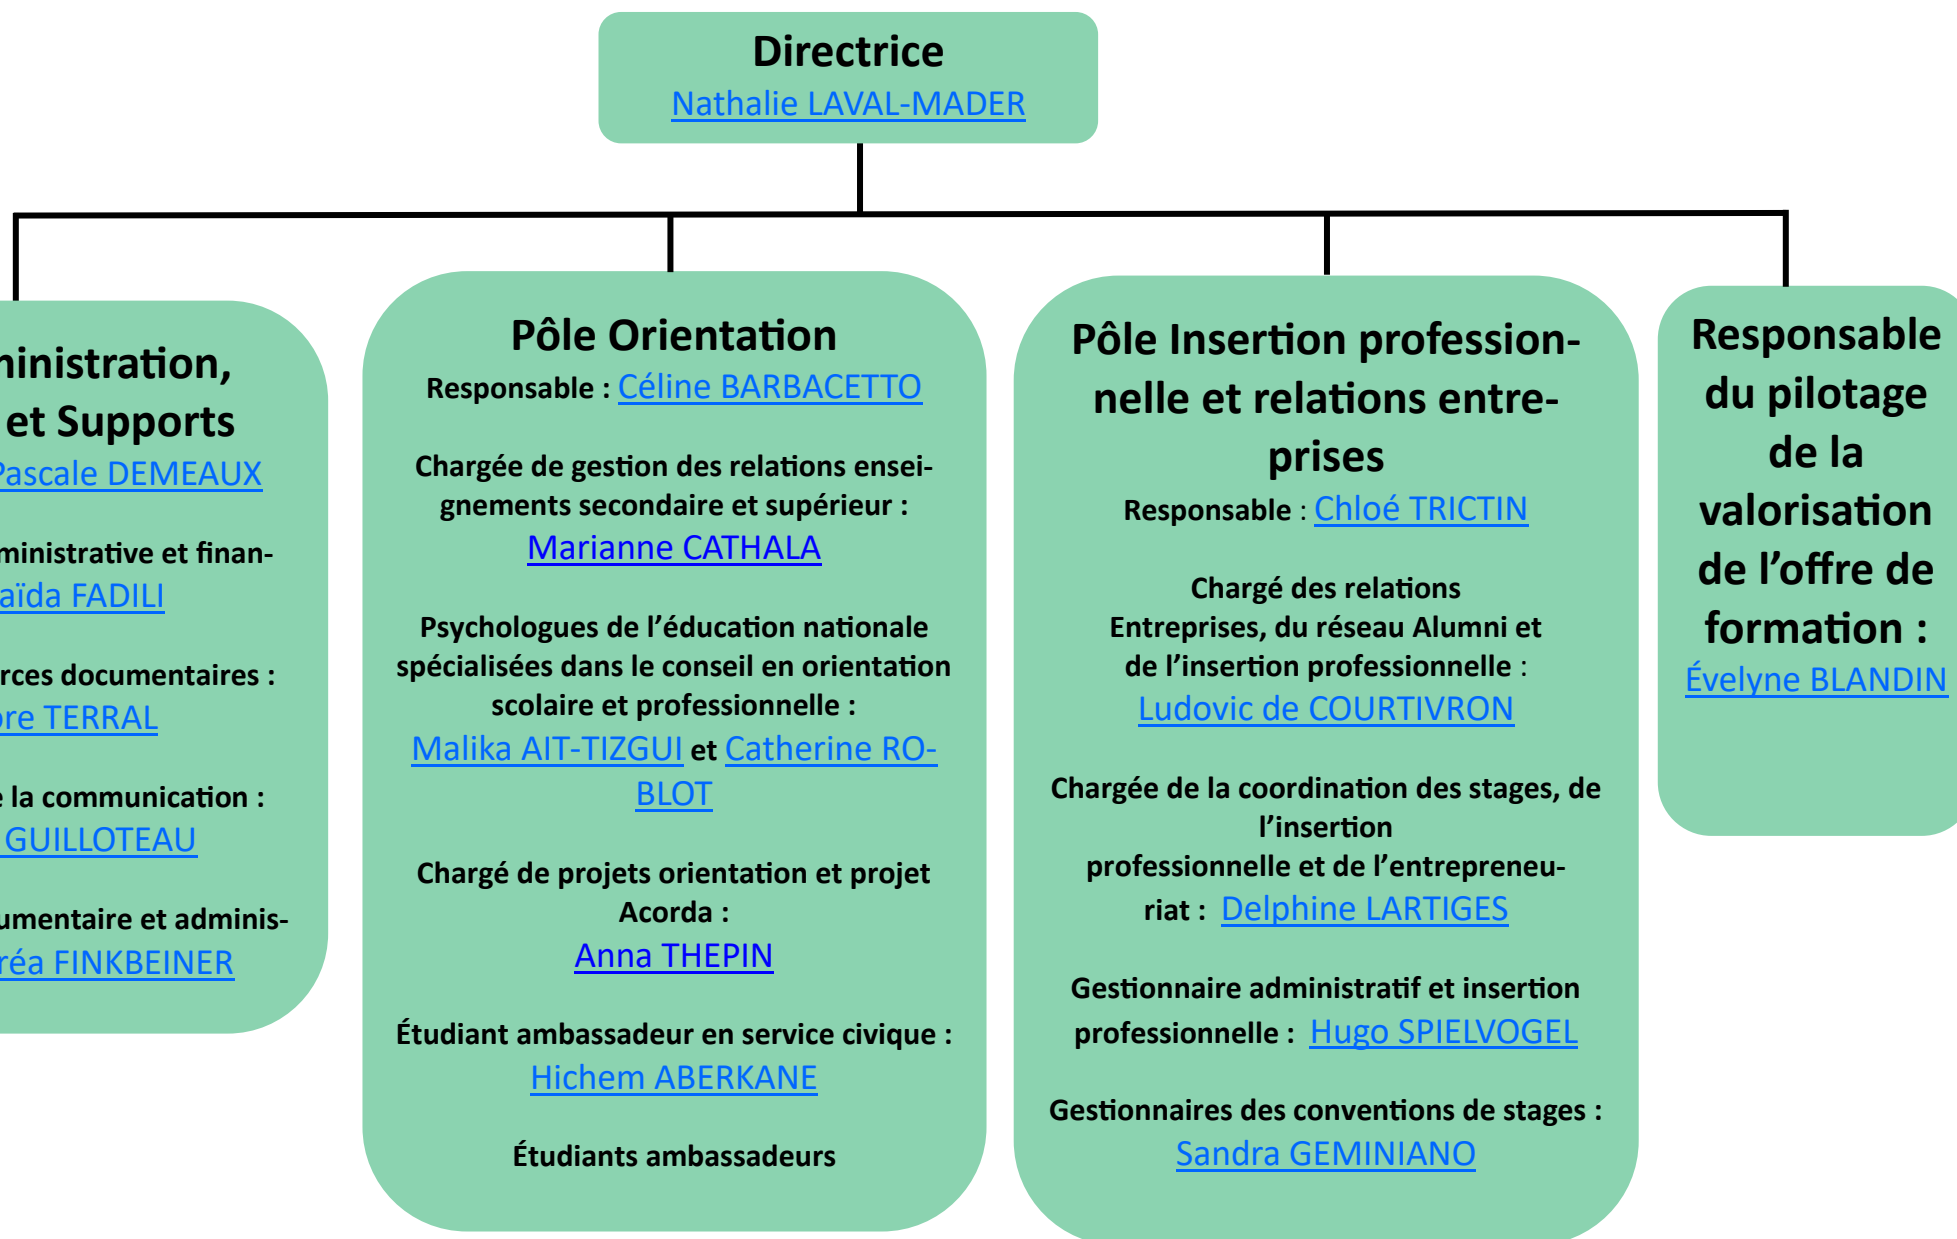 Directrice
Nathalie LAVAL-MADER
et Supports
Pascale DEMEAUX
et finan-
FADILI
documentaires :
TERRAL
la communication :
GUILLOTEAU
et adminis-
FINKBEINER
Pôle Orientation
Responsable : Céline BARBACETTO
Chargée de gestion des relations ensei-
gnements secondaire et supérieur :
Marianne CATHALA
Psychologues de l’éducation nationale
spécialisées dans le conseil en orientation
scolaire et professionnelle :
Malika AIT-TIZGUI et Catherine RO-
BLOT
Chargé de projets orientation et projet
Acorda :
Anna THEPIN
Étudiant ambassadeur en service civique :
Hichem ABERKANE
Étudiants ambassadeurs
Pôle Insertion profession-
nelle et relations entre-
prises
Responsable : Chloé TRICTIN
Chargé des relations
Entreprises, du réseau Alumni et
de l’insertion professionnelle :
Ludovic de COURTIVRON
Chargée de la coordination des stages, de
l’insertion
professionnelle et de l’entrepreneu-
riat : Delphine LARTIGES
Gestionnaire administratif et insertion
professionnelle : Hugo SPIELVOGEL
Gestionnaires des conventions de stages :
Sandra GEMINIANO
Responsable
du pilotage
de la
valorisation
de l’offre de
formation :
Évelyne BLANDIN